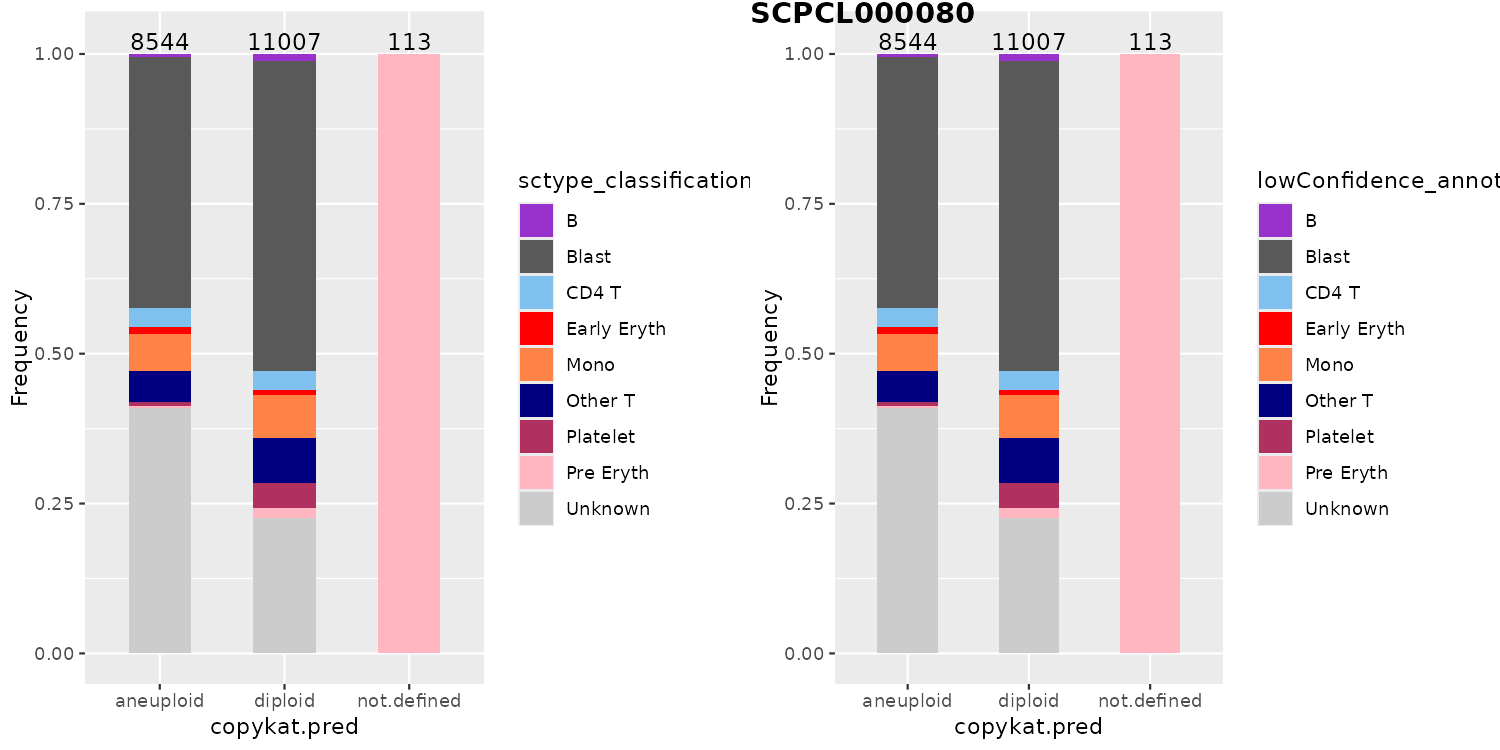 SCPCL000080
8544 11007 113
1.00
0.75
0.50
0.25
0.00
Frequency
aneuploid diploid not.defined
copykat.pred
sctype_classification
B
Blast
CD4 T
Early Eryth
Mono
Other T
Platelet
Pre Eryth
Unknown
8544 11007 113
1.00
0.75
0.50
0.25
0.00
Frequency
aneuploid diploid not.defined
copykat.pred
lowConfidence_annot
B
Blast
CD4 T
Early Eryth
Mono
Other T
Platelet
Pre Eryth
Unknown